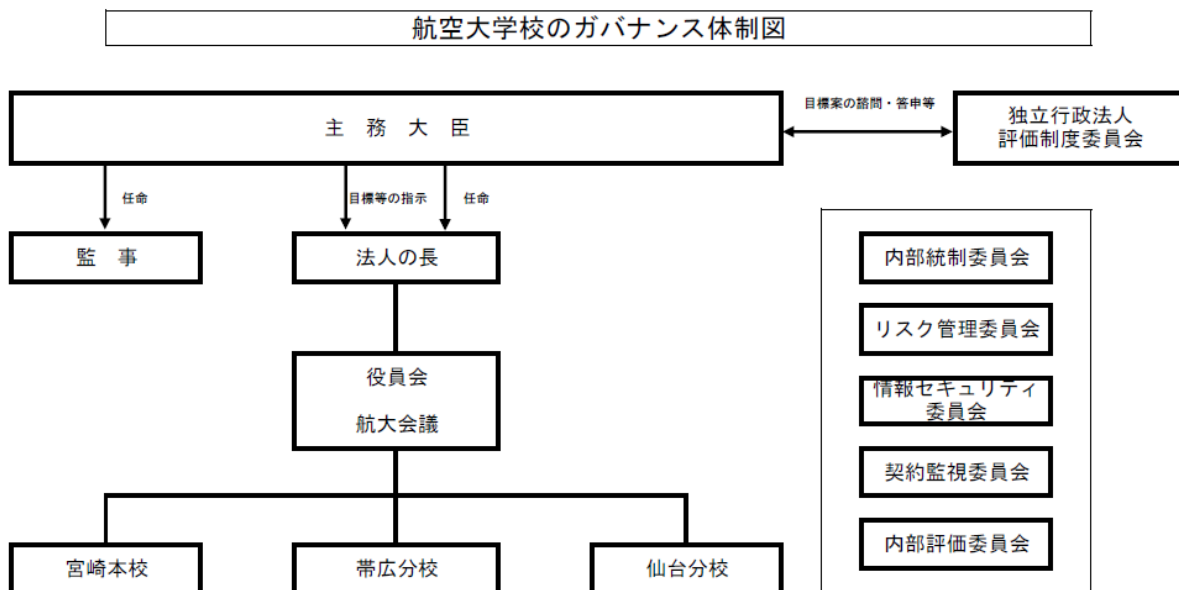 航空大学校のガバナンス体制図
主 務 大 臣
目標案の諮問・答申等
独立行政法人
評価制度委員会
任命
目標等の指示
任命
監 事
法人の長
役員会
航大会議
宮崎本校
帯広分校
仙台分校
内部統制委員会
リスク管理委員会
情報セキュリティ
委員会
契約監視委員会
内部評価委員会